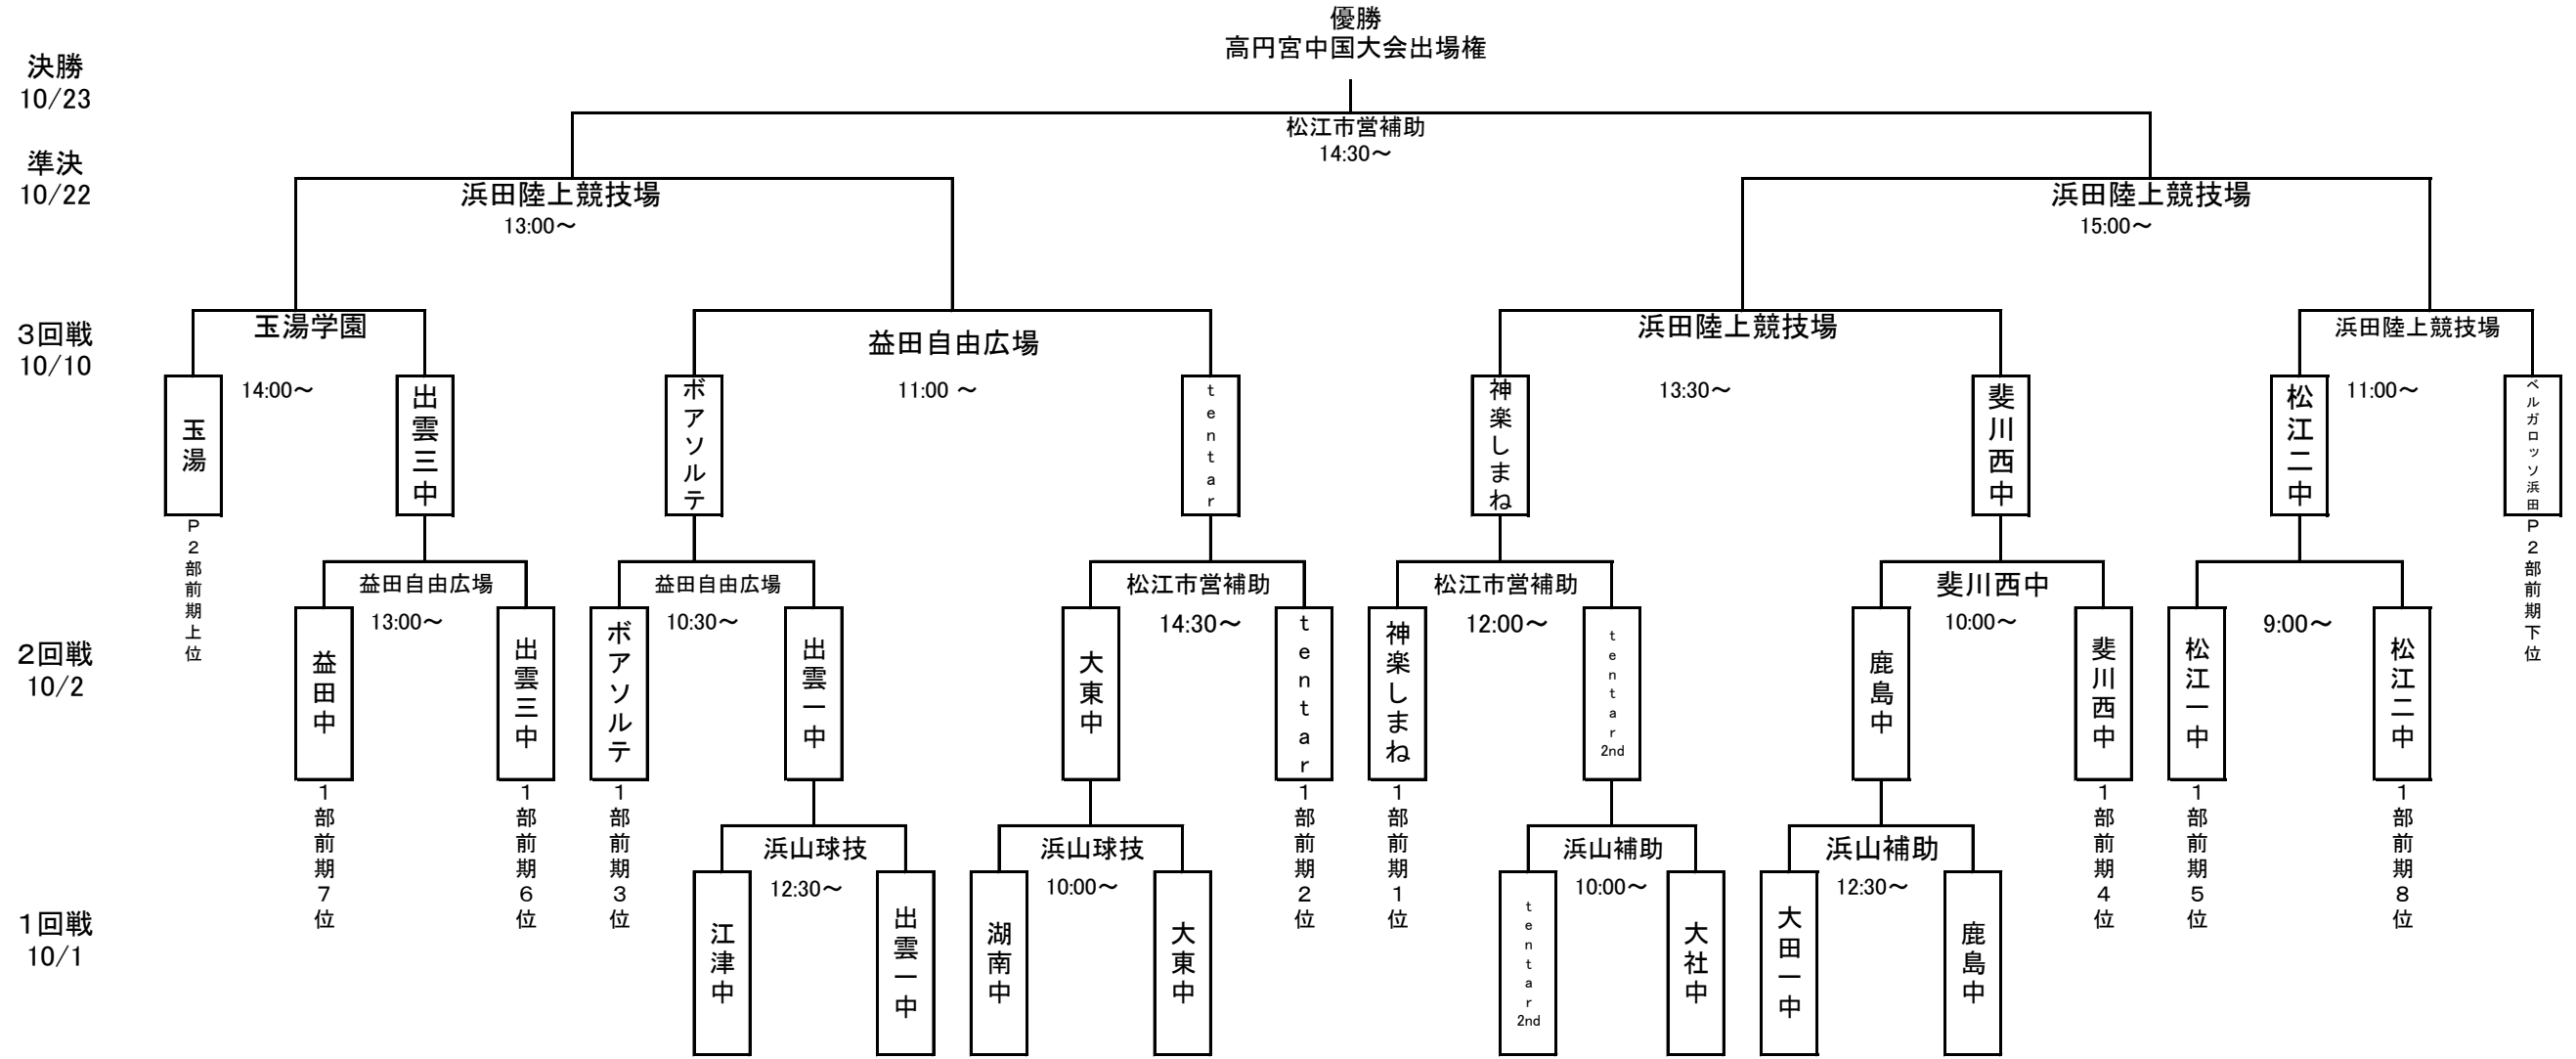 優勝
高円宮中国大会出場権
決勝
10/23
松江市営補助
14:30～
準決
10/22
浜田陸上競技場
13:00～
浜田陸上競技場
15:00～
3回戦
10/10
玉湯学園
14:00～
益田自由広場
11:00 ～
浜田陸上競技場
13:30～
浜田陸上競技場
11:00～
玉湯
出雲三中
ボアソルテ
tentar
神楽しまね
斐川西中
松江二中
ベルガロッソ浜田
P2部前期上位
P2部前期下位
2回戦
10/2
益田自由広場
13:00～
益田自由広場
10:30～
松江市営補助
14:30～
松江市営補助
12:00～
斐川西中
10:00～
9:00～
益田中
出雲三中
ボアソルテ
出雲一中
大東中
tentar
神楽しまね
tentar2nd
鹿島中
斐川西中
松江一中
松江二中
1部前期7位
1部前期6位
1部前期3位
1部前期2位
1部前期1位
1部前期4位
1部前期5位
1部前期8位
1回戦
10/1
浜山球技
12:30～
浜山球技
10:00～
浜山補助
10:00～
浜山補助
12:30～
江津中
出雲一中
湖南中
大東中
tentar2nd
大社中
大田一中
鹿島中